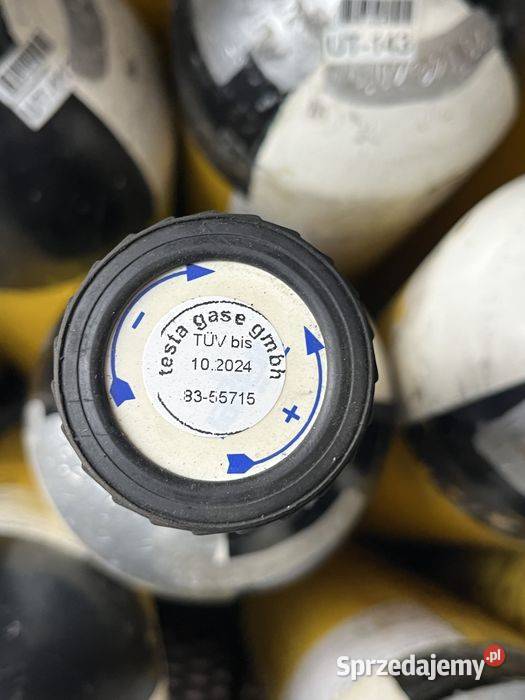 UT-143
testa gase gmbh
TÜV bis
10.2024
83-55715
-
+
Sprzedajemy.pl